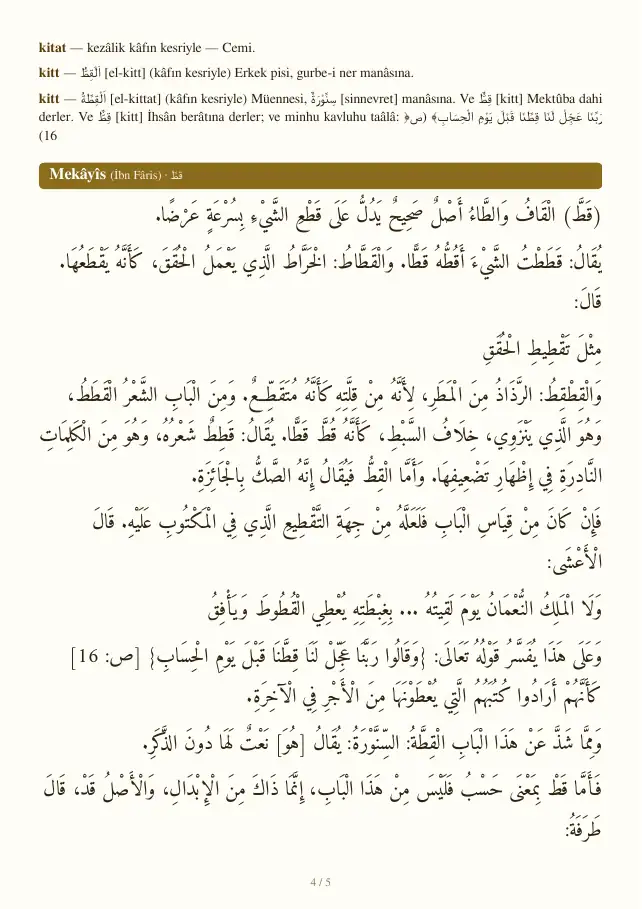 kitat — kezâlik kâfın kesriyle — Cemi.
kitt — اَلْقِطُّ [el-kitt] (kâfın kesriyle) Erkek pisi, gurbe-i ner manâsına.
kitt — اَلْقِطَّةُ [el-kittat] (kâfın kesriyle) Müennesi, سِنَّوْرَةٌ [sinnevret] manâsına. Ve قِطٌّ [kitt] Mektûba dahi
derler. Ve قِطٌّ [kitt] İhsân berâtına derler; ve minhu kavluhu taâlâ: ﴿رَبَّنَا عَجِّلْ لَنَا قِطَّنَا قَبْلَ يَوْمِ الْحِسَابِ﴾ (ص
(16
Mekâyîs (İbn Fâris) · قطّ
(قَطَّ) الْقَافُ وَالطَّاءُ أَصْلٌ صَحِيحٌ يَدُلُّ عَلَى قَطْعِ الشَّيْءِ بِسُرْعَةٍ عَرْضًا.
يُقَالُ: قَطَطْتُ الشَّيْءَ أَقُطُّهُ قَطًّا. وَالْقَطَّاطُ: الْخَرَّاطُ الَّذِي يَعْمَلُ الْحُقَقَ، كَأَنَّهُ يَقْطَعُهَا.
قَالَ:
مِثْلَ تَقْطِيطِ الْحُقَقِ
وَالْقِطْقِطُ: الرَّذَاذُ مِنَ الْمَطَرِ، لِأَنَّهُ مِنْ قِلَّتِهِ كَأَنَّهُ مُتَقَطِّعٌ. وَمِنَ الْبَابِ الشَّعْرُ الْقَطَطُ،
وَهُوَ الَّذِي يَنْزَوِي، خِلَافُ السَّبْطِ، كَأَنَّهُ قُطَّ قَطًّا. يُقَالُ: قَطِطَ شَعْرُهُ، وَهُوَ مِنَ الْكَلِمَاتِ
النَّادِرَةِ فِي إِظْهَارِ تَضْعِيفِهَا. وَأَمَّا الْقِطُّ فَيُقَالُ إِنَّهُ الصَّكُّ بِالْجَائِزَةِ.
فَإِنْ كَانَ مِنْ قِيَاسِ الْبَابِ فَلَعَلَّهُ مِنْ جِهَةِ التَّقْطِيعِ الَّذِي فِي الْمَكْتُوبِ عَلَيْهِ. قَالَ
الْأَعْشَى:
وَلَا الْمَلِكُ النُّعْمَانُ يَوْمَ لَقِيتُهُ ... بِغِبْطَتِهِ يُعْطِي الْقُطُوطَ وَيَأْفِقُ
وَعَلَى هَذَا يُفَسَّرُ قَوْلُهُ تَعَالَى: {وَقَالُوا رَبَّنَا عَجِّلْ لَنَا قِطَّنَا قَبْلَ يَوْمِ الْحِسَابِ} [ص: 16]
كَأَنَّهُمْ أَرَادُوا كُتُبَهُمُ الَّتِي يُعْطَوْنَهَا مِنَ الْأَجْرِ فِي الْآخِرَةِ.
وَمِمَّا شَذَّ عَنْ هَذَا الْبَابِ الْقِطَّةُ: السِّنَّوْرَةُ: يُقَالُ [هُوَ] نَعْتٌ لَهَا دُونَ الذَّكَرِ.
فَأَمَّا قَطْ بِمَعْنَى حَسْبُ فَلَيْسَ مِنْ هَذَا الْبَابِ، إِنَّمَا ذَاكَ مِنَ الْإِبْدَالِ، وَالْأَصْلُ قَدْ، قَالَ
طَرَفَةُ:
4 / 5